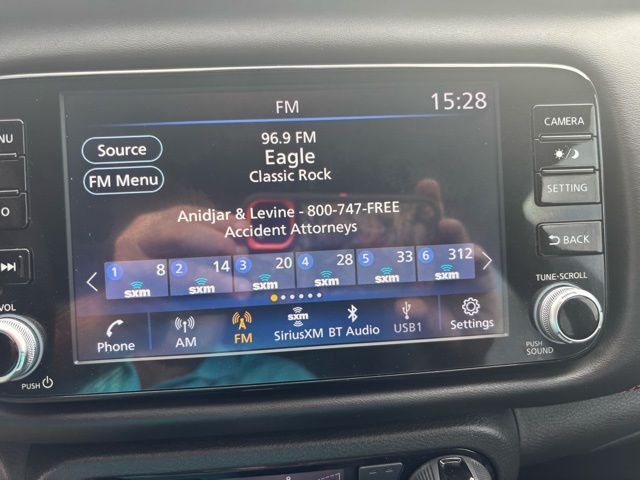 FM
15:28
CAMERA
NU
96.9 FM
Source
Eagle
Classic Rock
FM Menu
SETTING
O
Anidjar & Levine - 800-747-FREE
Accident Attorneys
BACK
1 8 sxm
2 14 sxm
3 20 sxm
4 28 sxm
5 33 sxm
6 312 sxm
TUNE-SCROLL
VOL
Phone
AM
FM
sxm
SiriusXM
BT Audio
USB1
Settings
PUSH SOUND
PUSH